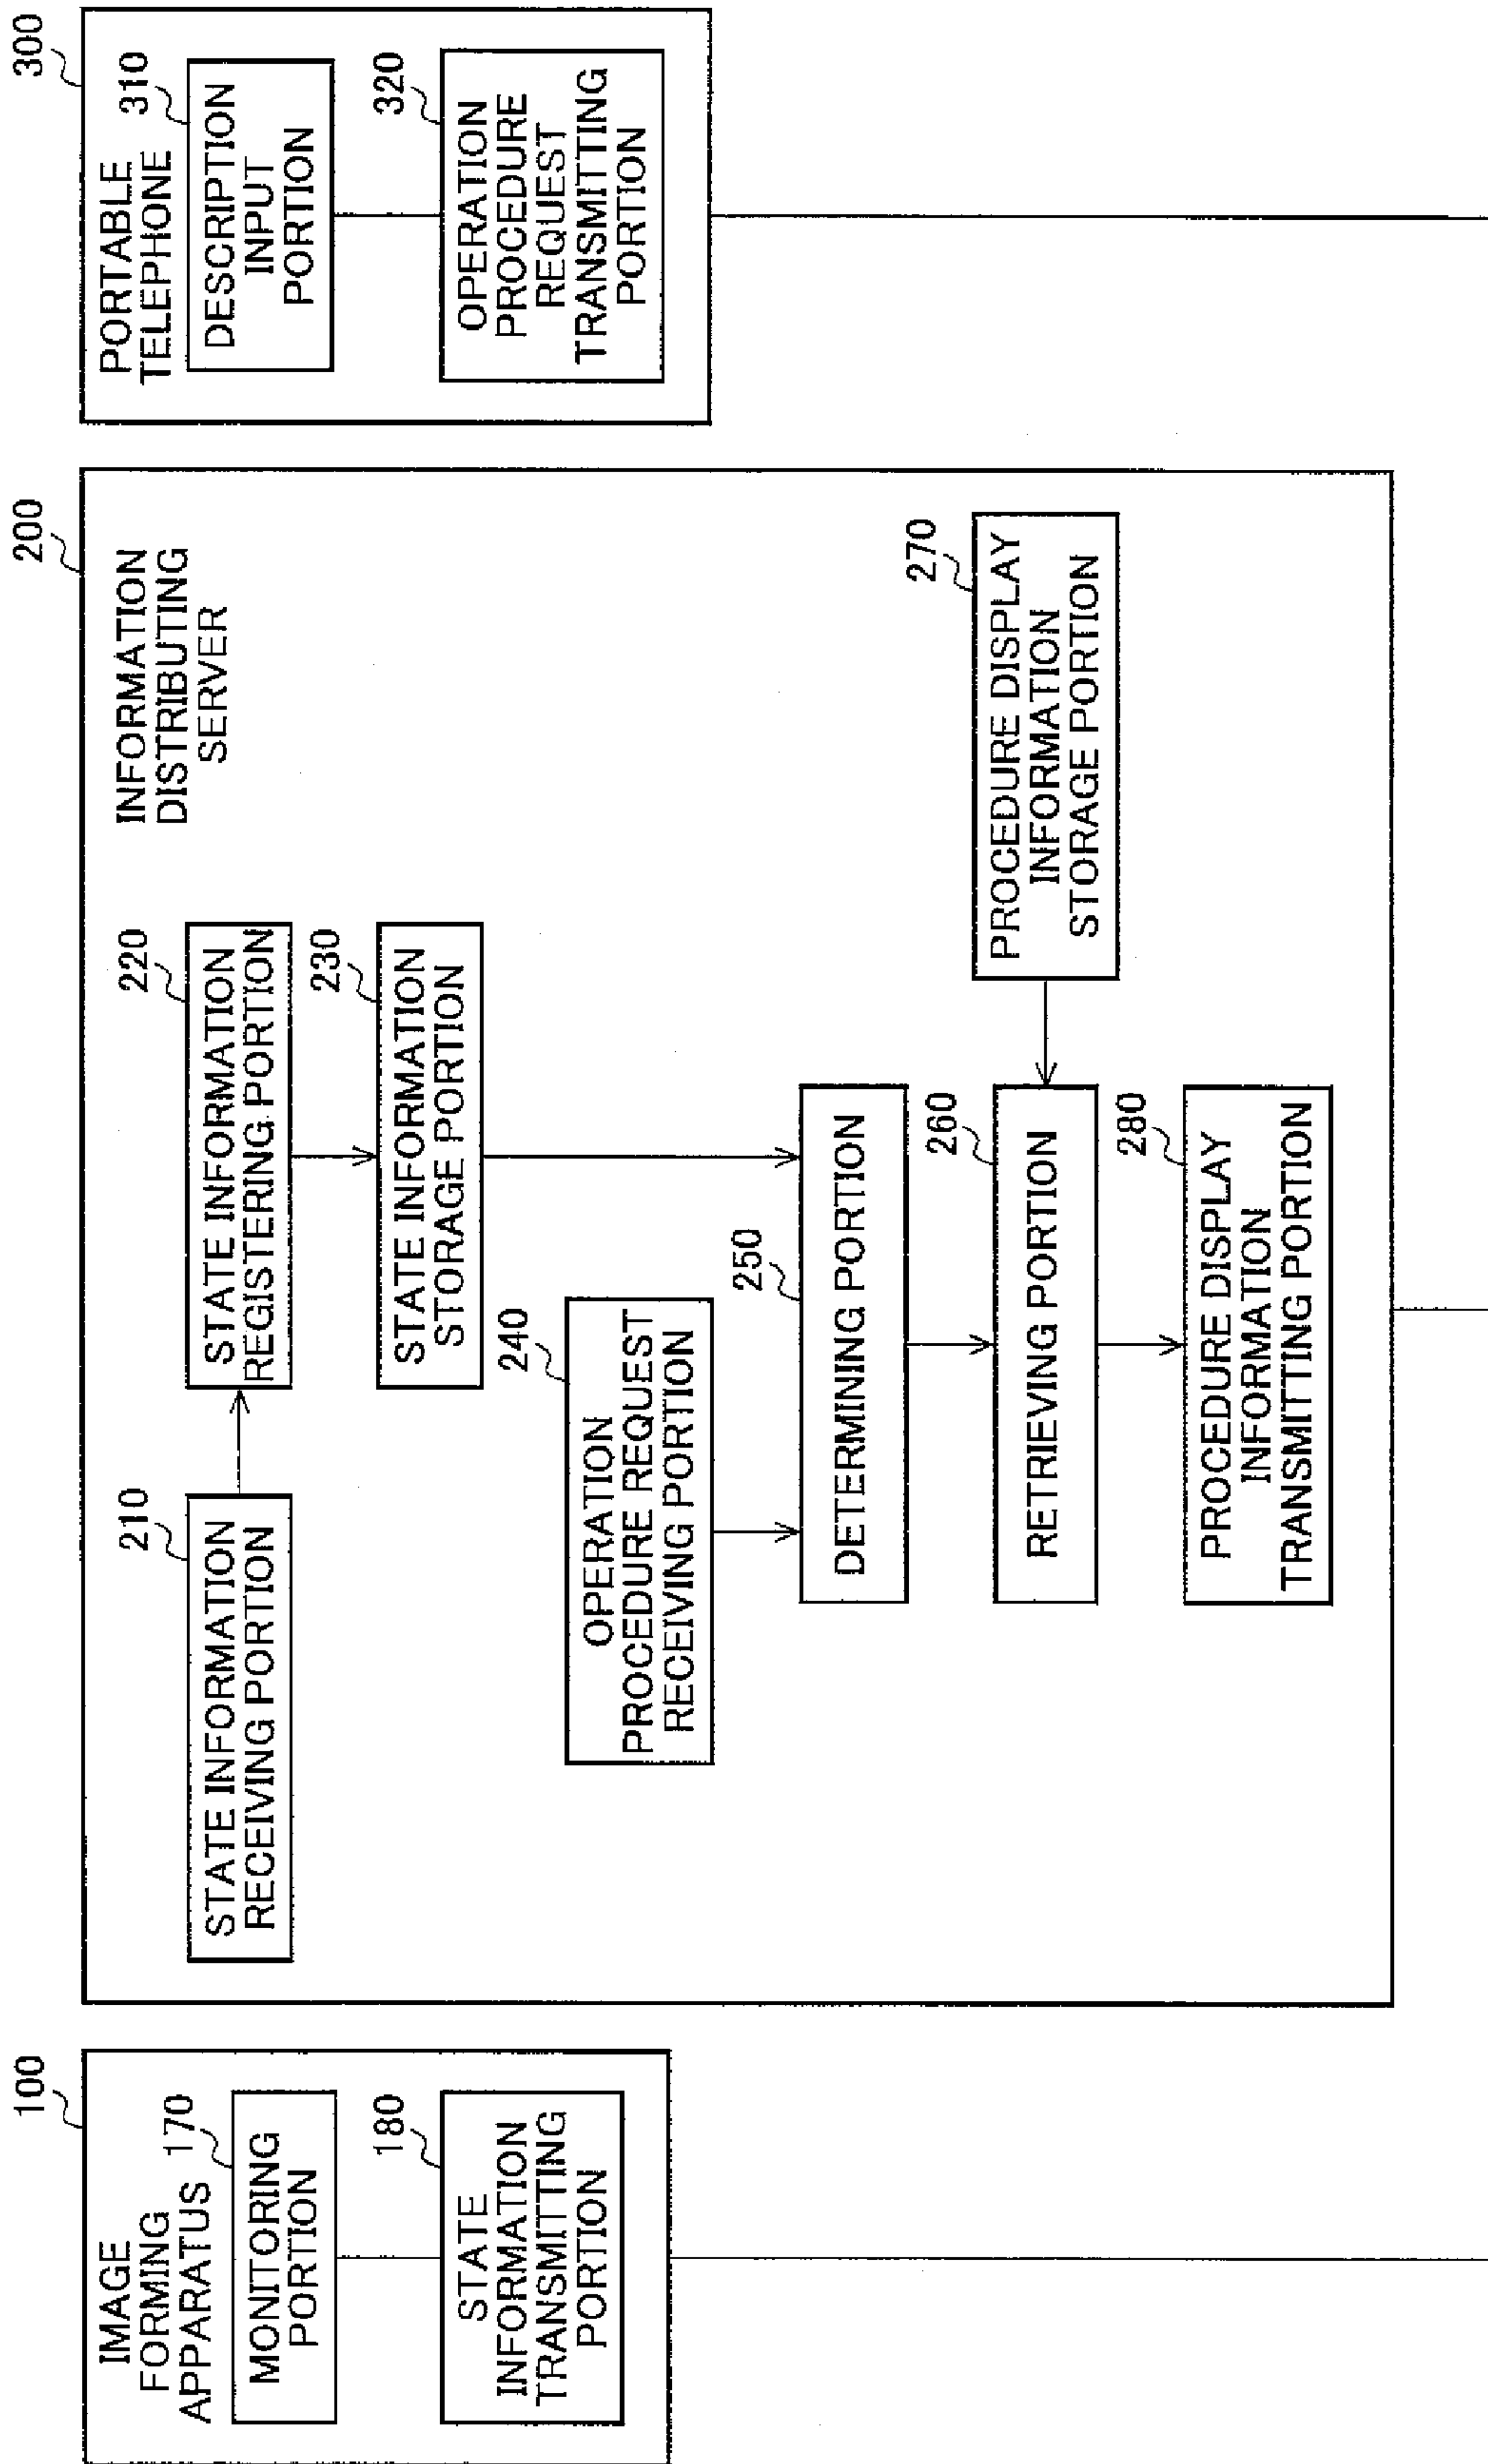 100
IMAGE
FORMING
APPARATUS
170
MONITORING
PORTION
180
STATE
INFORMATION
TRANSMITTING
PORTION
200
INFORMATION
DISTRIBUTING
SERVER
210
STATE INFORMATION
RECEIVING PORTION
220
STATE INFORMATION
REGISTERING PORTION
230
STATE INFORMATION
STORAGE PORTION
240
OPERATION
PROCEDURE REQUEST
RECEIVING PORTION
250
DETERMINING PORTION
260
RETRIEVING PORTION
270
PROCEDURE DISPLAY
INFORMATION
STORAGE PORTION
280
PROCEDURE DISPLAY
INFORMATION
TRANSMITTING PORTION
300
PORTABLE
TELEPHONE
310
DESCRIPTION
INPUT
PORTION
320
OPERATION
PROCEDURE
REQUEST
TRANSMITTING
PORTION